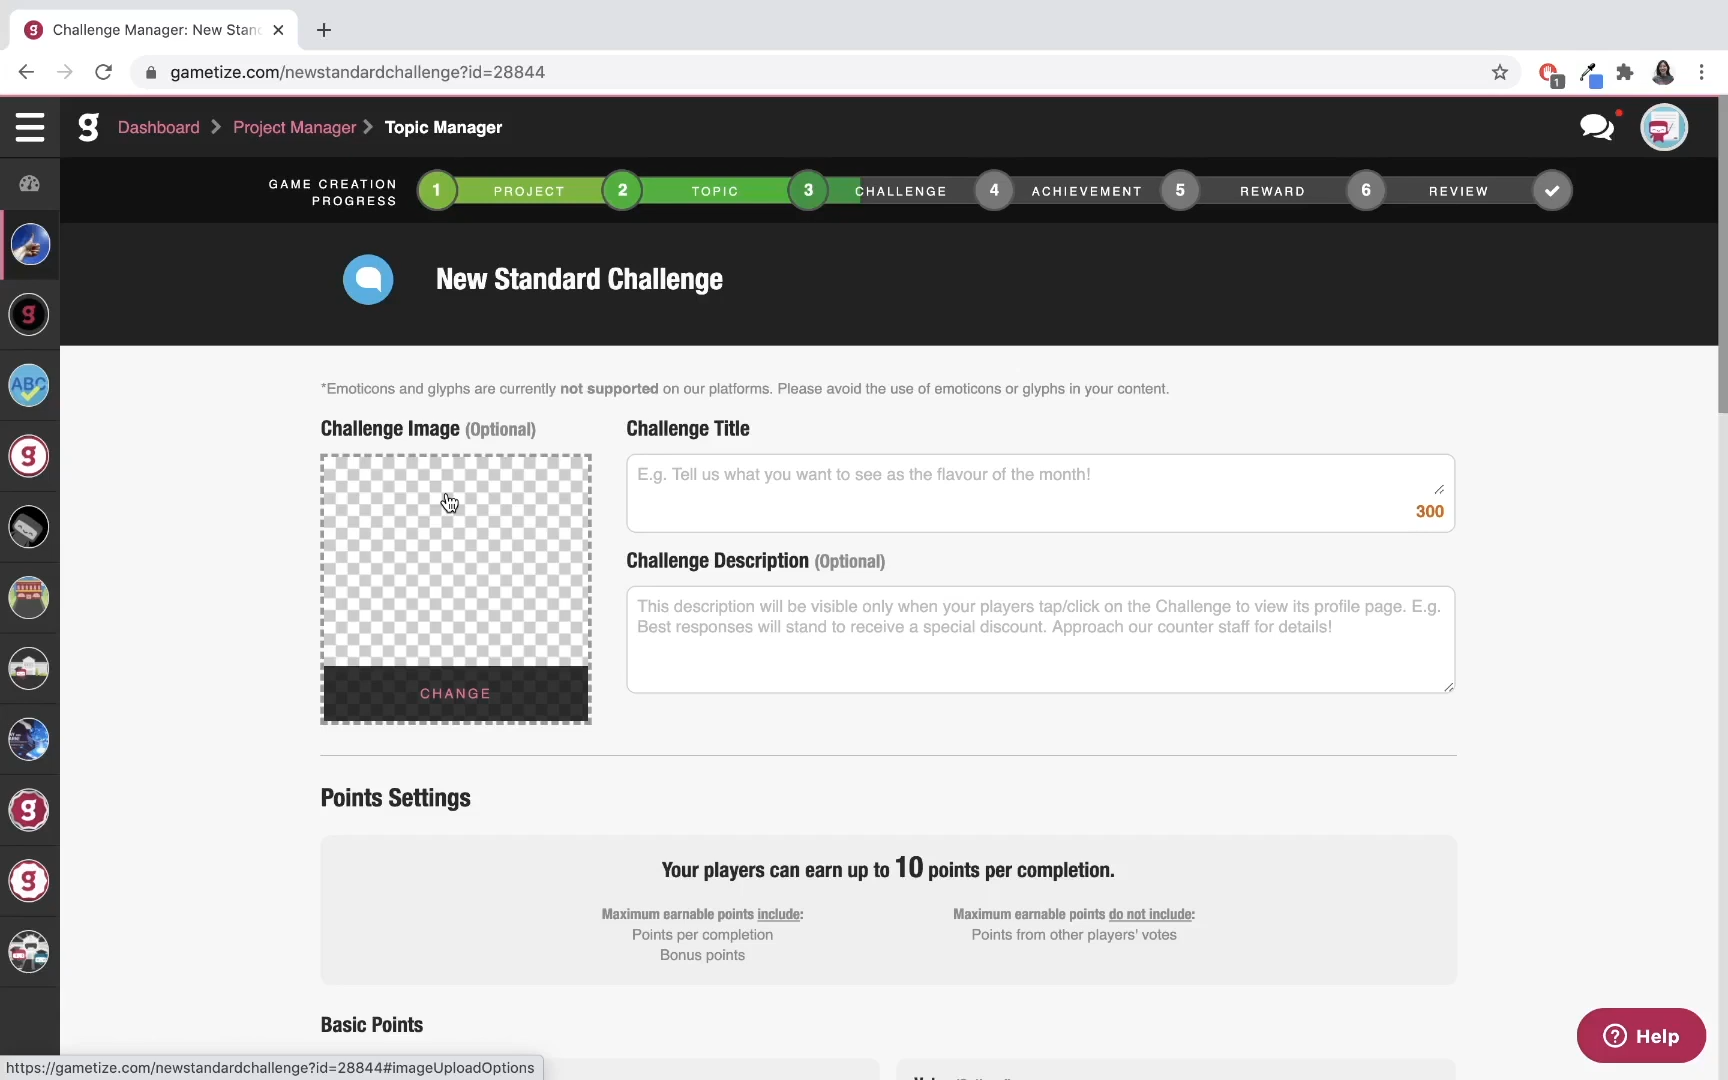 Challenge Manager: New Stan
gametize.com/newstandardchallenge?id=28844
1
g
Dashboard
Project Manager
Topic Manager
GAME CREATION
PROGRESS
1
PROJECT
2
TOPIC
3
CHALLENGE
4
ACHIEVEMENT
5
REWARD
6
REVIEW
New Standard Challenge
g
ABC
g
g
g
*Emoticons and glyphs are currently not supported on our platforms. Please avoid the use of emoticons or glyphs in your content.
Challenge Image (Optional)
CHANGE
Challenge Title
E.g. Tell us what you want to see as the flavour of the month!
300
Challenge Description (Optional)
This description will be visible only when your players tap/click on the Challenge to view its profile page. E.g.
Best responses will stand to receive a special discount. Approach our counter staff for details!
Points Settings
Your players can earn up to 10 points per completion.
Maximum earnable points include:
Points per completion
Bonus points
Maximum earnable points do not include:
Points from other players' votes
Basic Points
Help
https://gametize.com/newstandardchallenge?id=28844#imageUploadOptions